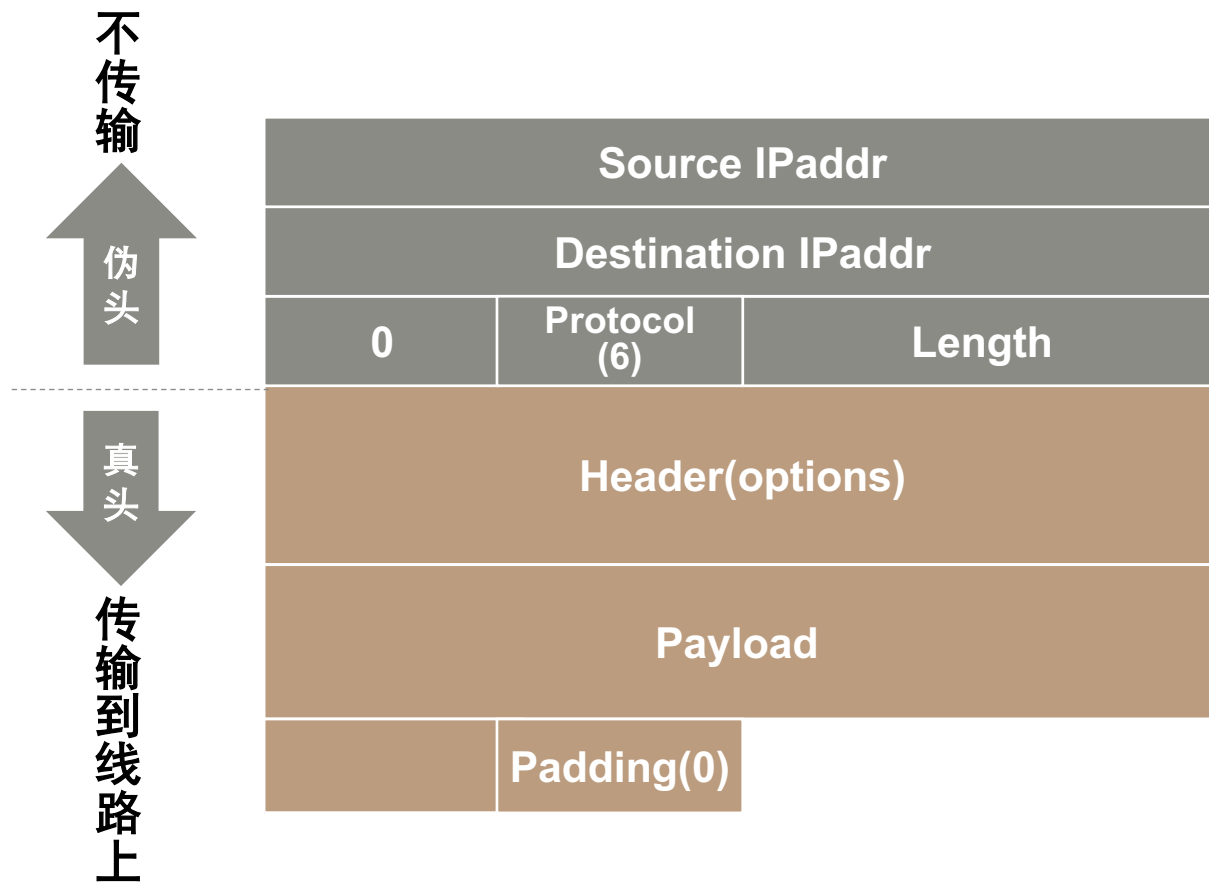 不传输
Source IPaddr
Destination IPaddr
伪头
0
Protocol
(6)
Length
真头
Header(options)
传输到线路上
Payload
Padding(0)